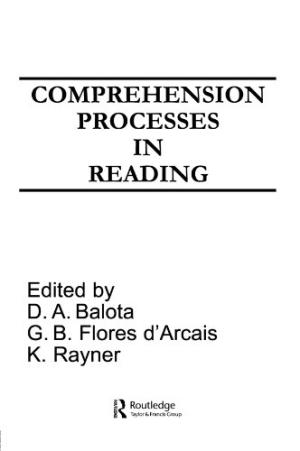 COMPREHENSION
PROCESSES
IN
READING
Edited by
D. A. Balota
G. B. Flores d'Arcais
K. Rayner
Routledge
Taylor & Francis Group